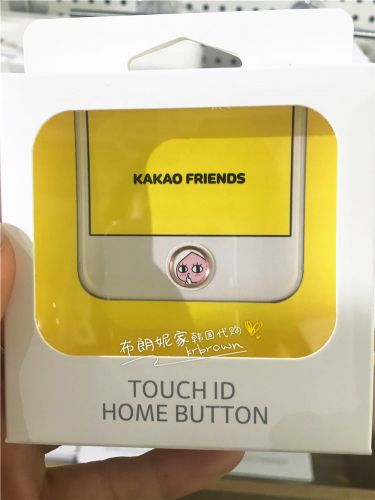 KAKAO FRIENDS
布朗妮家韩国代购
krbrown
TOUCH ID
HOME BUTTON